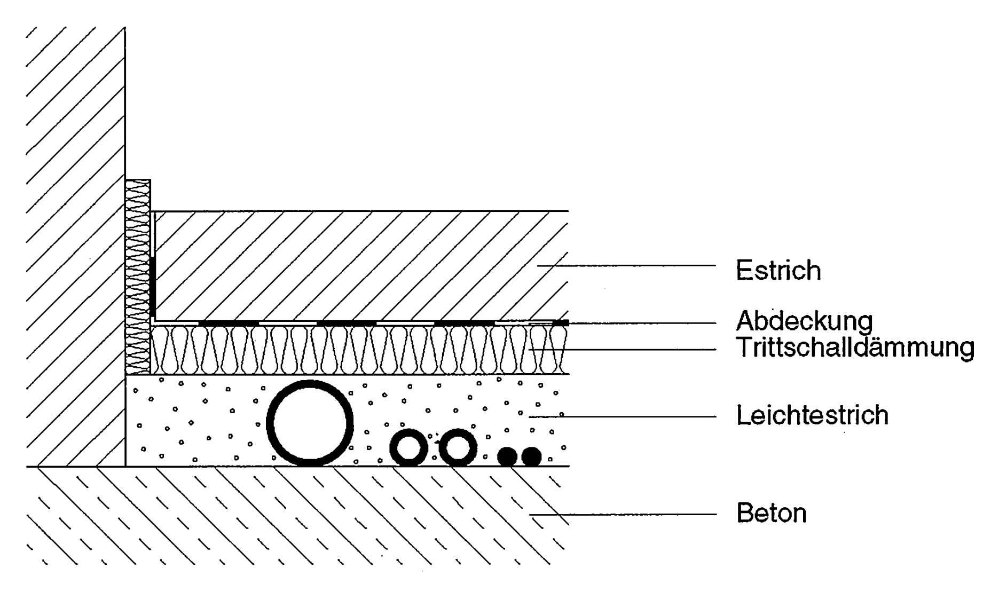 Estrich
Abdeckung
Trittschalldämmung
Leichtestrich
Beton